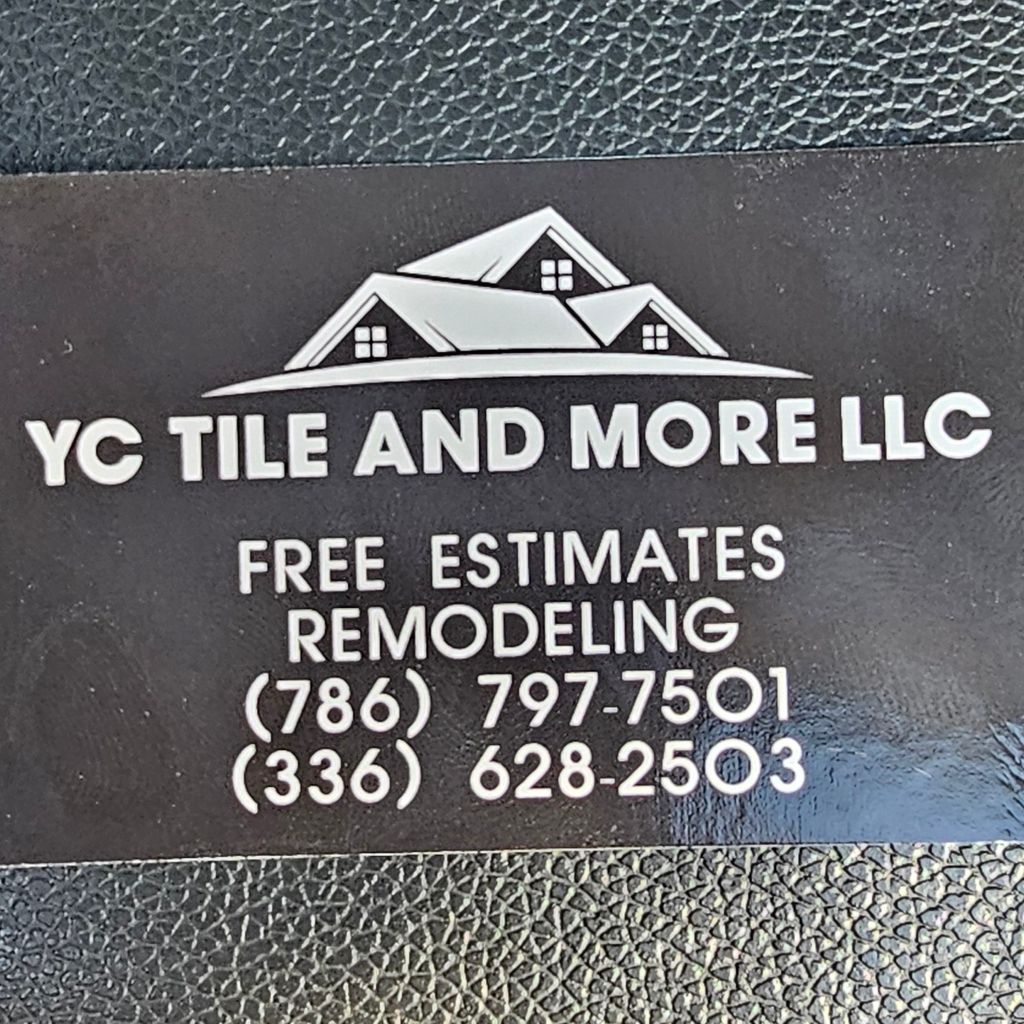 YC TILE AND MORE LLC
FREE ESTIMATES
REMODELING
(786) 797-7501
(336) 628-2503